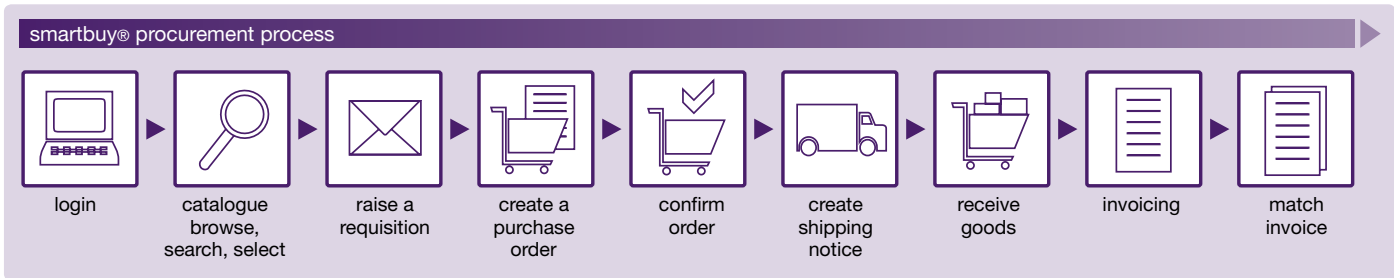 smartbuy® procurement process
login
catalogue
browse,
search, select
raise a
requisition
create a
purchase
order
confirm
order
create
shipping
notice
receive
goods
invoicing
match
invoice